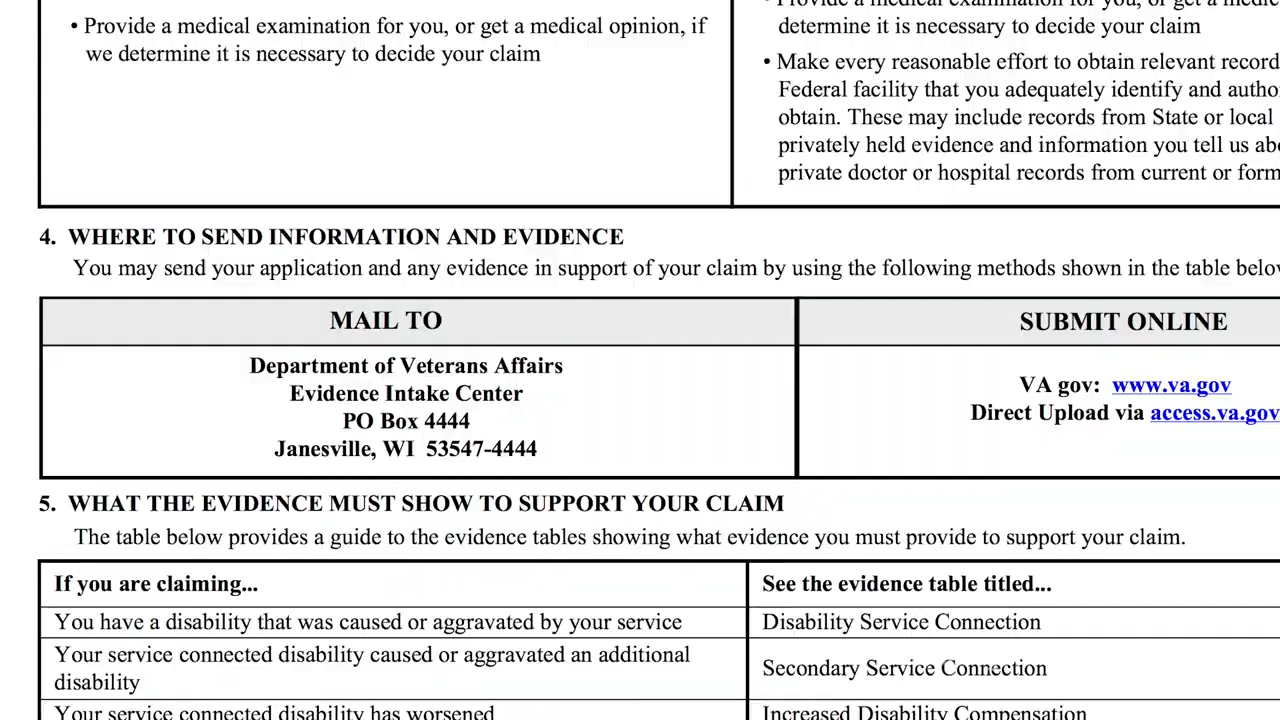 • Provide a medical examination for you, or get a medical opinion, if
we determine it is necessary to decide your claim
• Provide a medical examination for you, or get a
determine it is necessary to decide your claim
• Make every reasonable effort to obtain relevant record
Federal facility that you adequately identify and autho
obtain. These may include records from State or local
privately held evidence and information you tell us abo
private doctor or hospital records from current or form
4. WHERE TO SEND INFORMATION AND EVIDENCE
You may send your application and any evidence in support of your claim by using the following methods shown in the table below
MAIL TO
SUBMIT ONLINE
Department of Veterans Affairs
Evidence Intake Center
PO Box 4444
Janesville, WI 53547-4444
VA gov: www.va.gov
Direct Upload via access.va.gov
5. WHAT THE EVIDENCE MUST SHOW TO SUPPORT YOUR CLAIM
The table below provides a guide to the evidence tables showing what evidence you must provide to support your claim.
If you are claiming...
See the evidence table titled...
You have a disability that was caused or aggravated by your service
Disability Service Connection
Your service connected disability caused or aggravated an additional
disability
Secondary Service Connection
Your service connected disability has worsened
Increased Disability Compensation